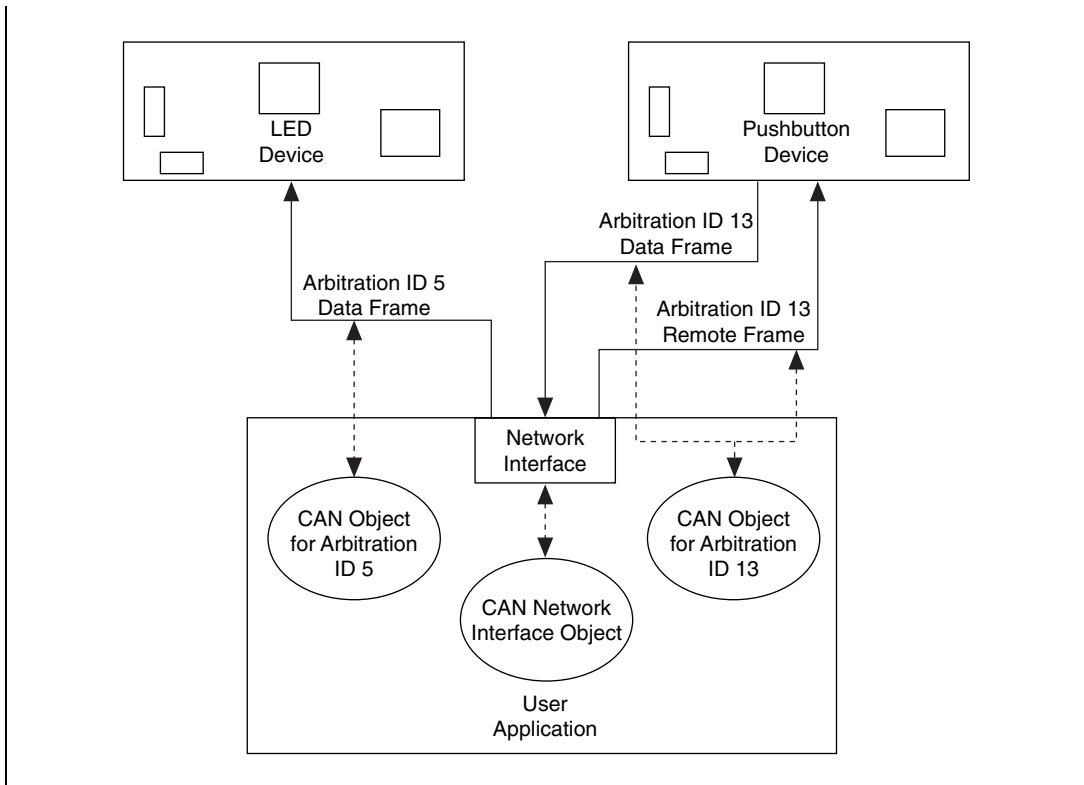 LED
Device
Pushbutton
Device
Arbitration ID 13
Data Frame
Arbitration ID 5
Data Frame
Arbitration ID 13
Remote Frame
Network
Interface
CAN Object
for Arbitration
ID 5
CAN Object
for Arbitration
ID 13
CAN Network
Interface Object
User
Application